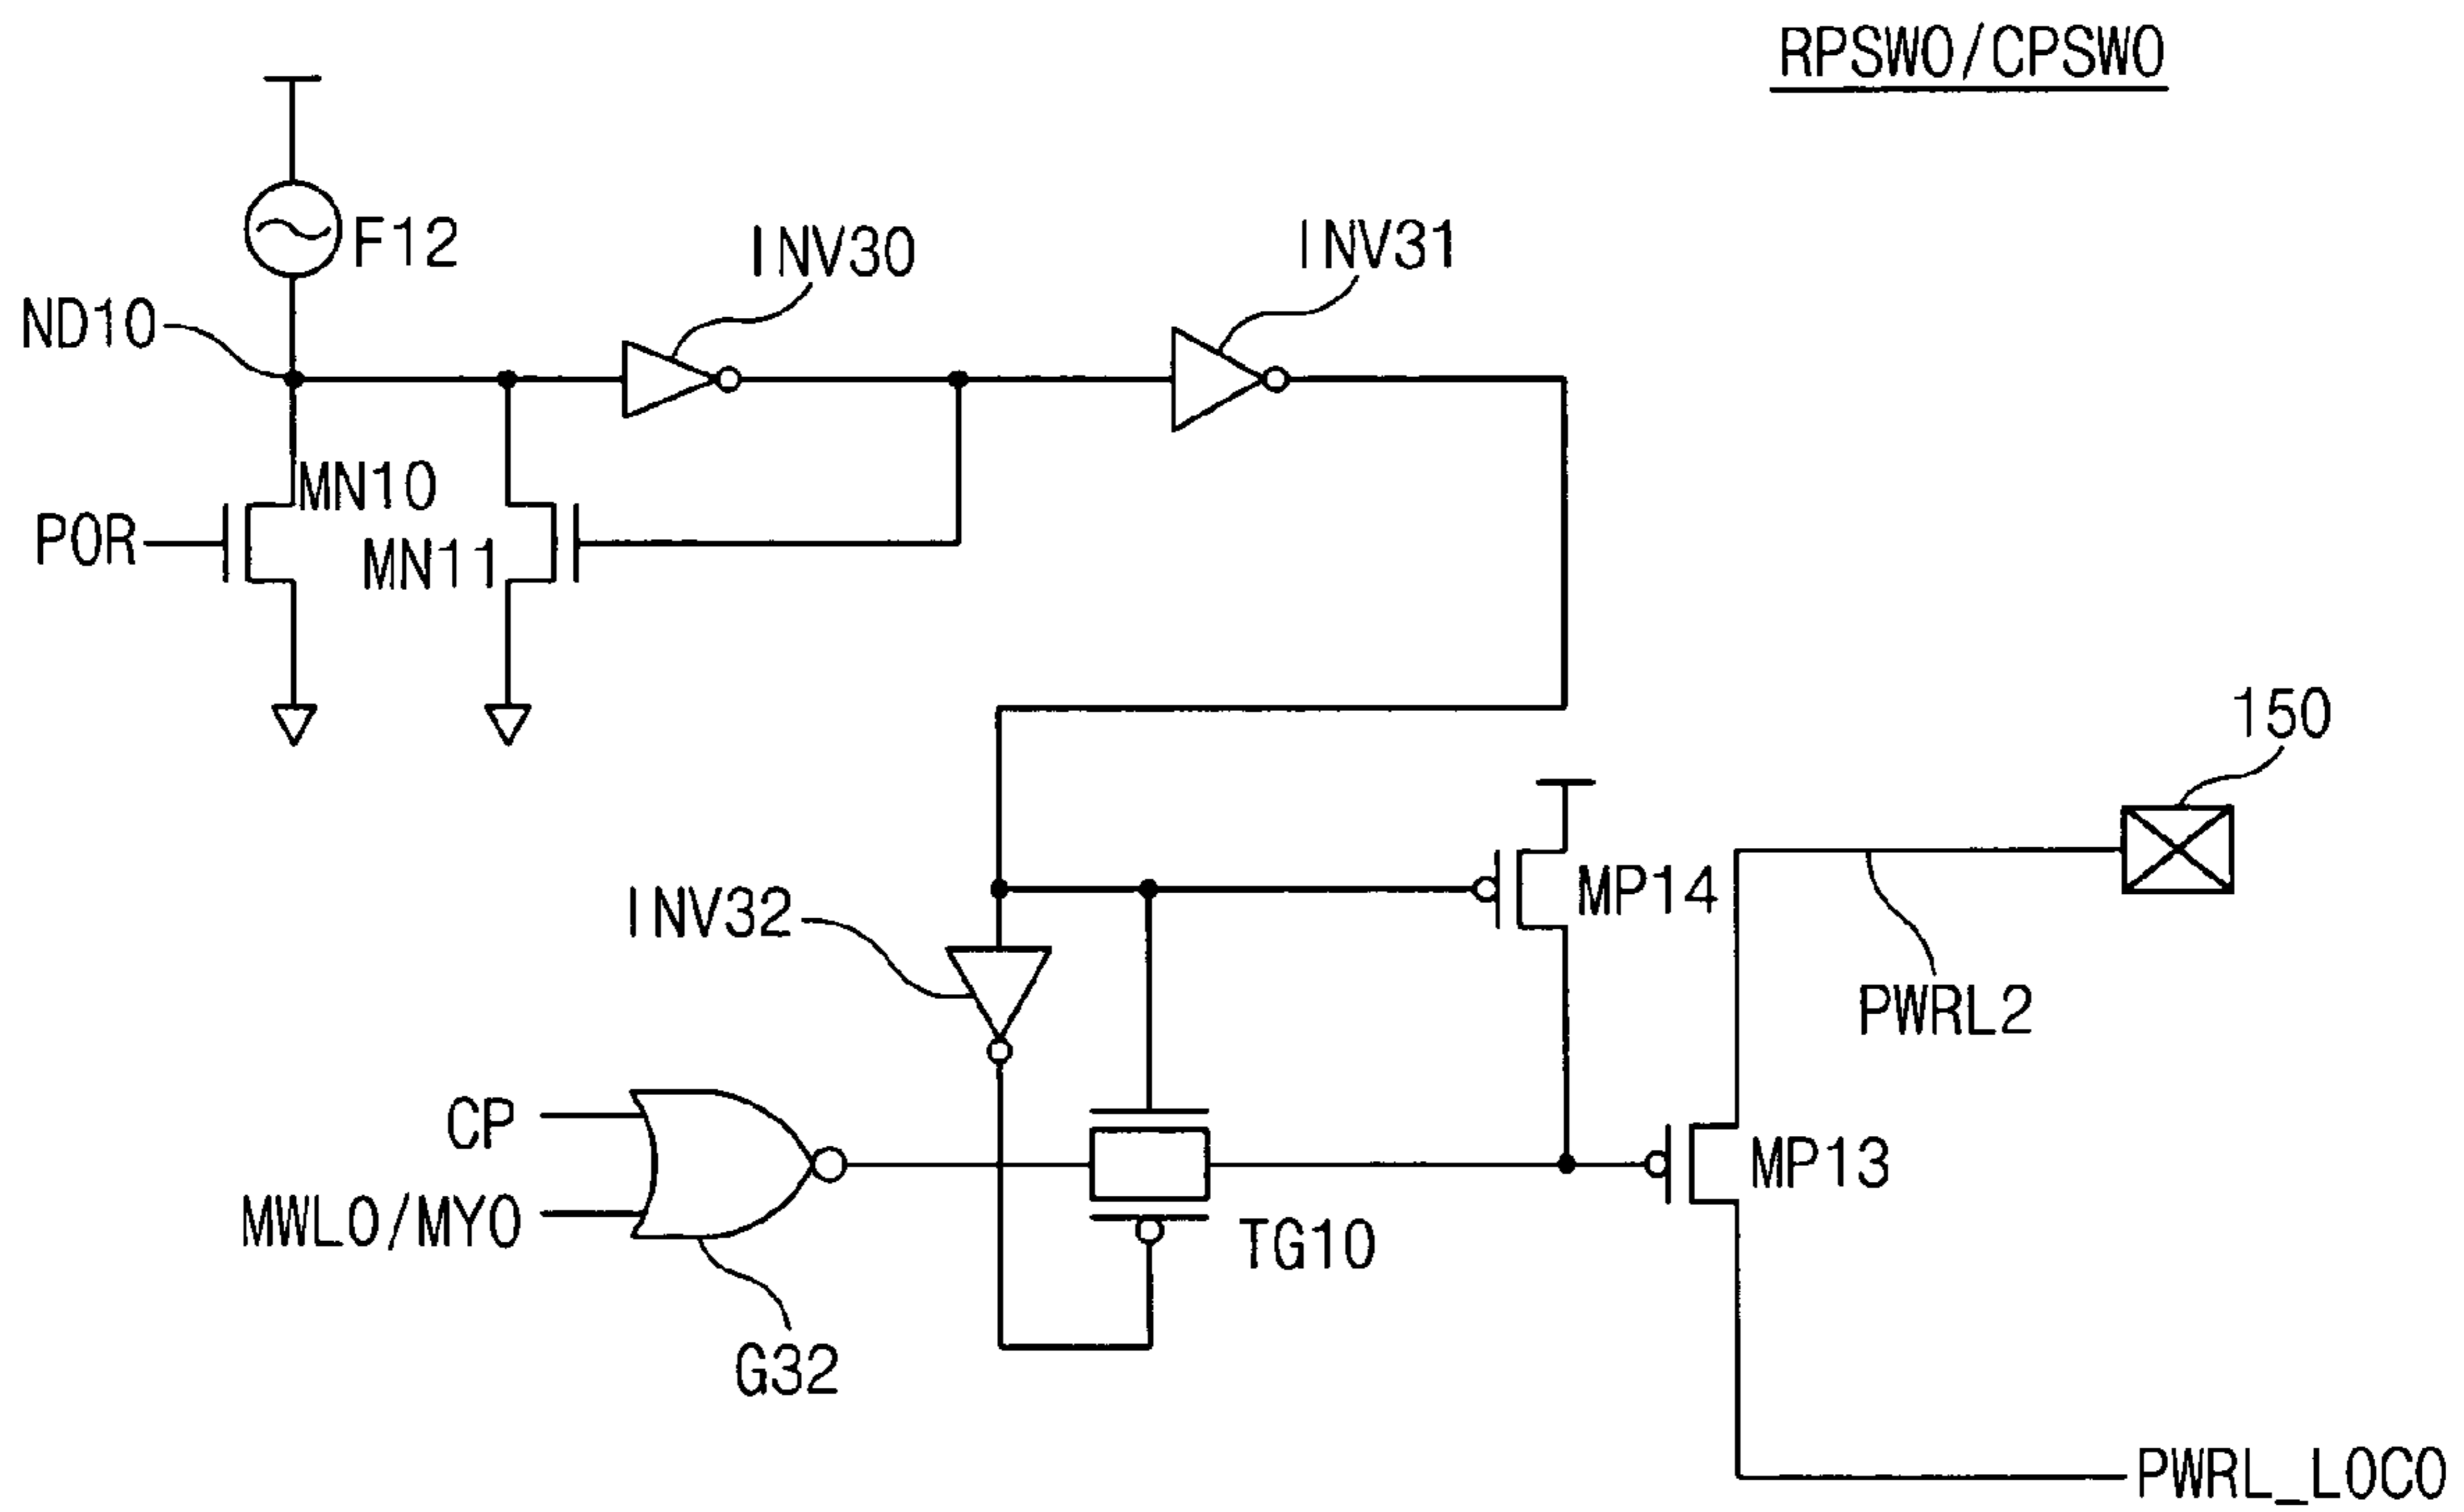 RPSW0/CPSW0
F12
INV30
INV31
ND10
MN10
POR
MN11
150
MP14
INV32
PWRL2
CP
MP13
MWL0/MY0
TG10
G32
PWRL_LOC0